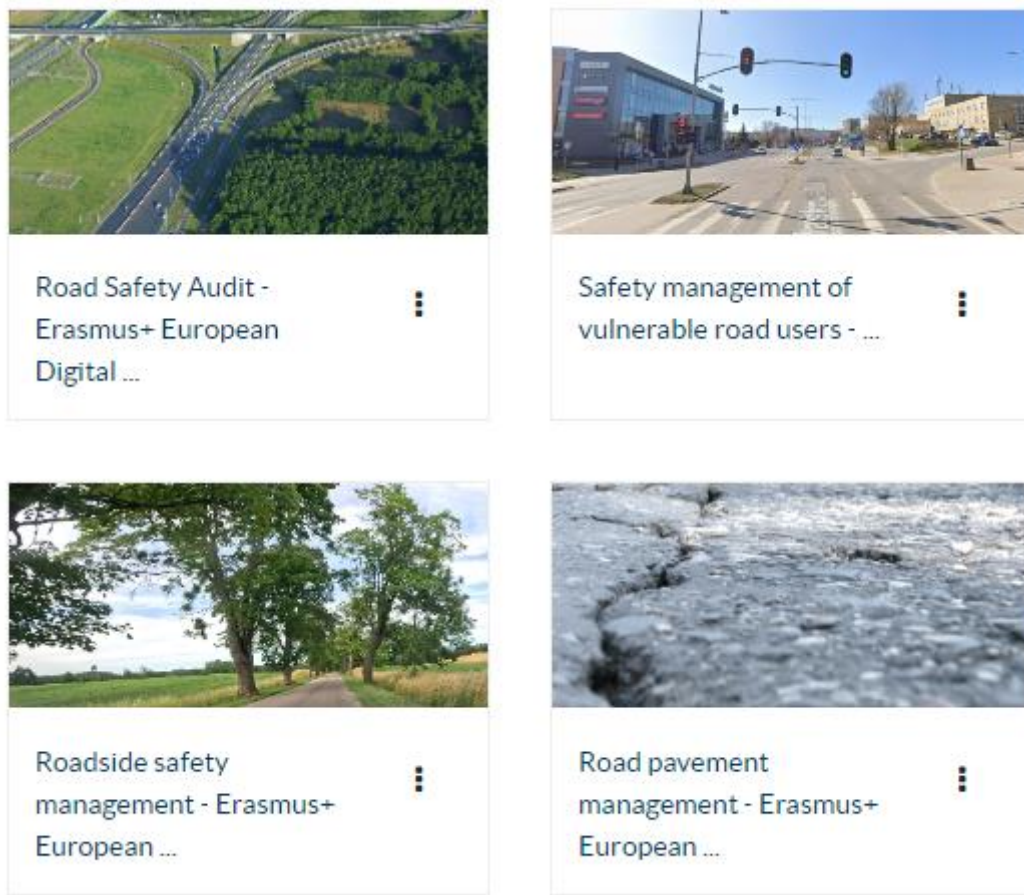 Road Safety Audit -
Erasmus+ European
Digital ...
Safety management of
vulnerable road users - ...
Roadside safety
management - Erasmus+
European ...
Road pavement
management - Erasmus+
European ...